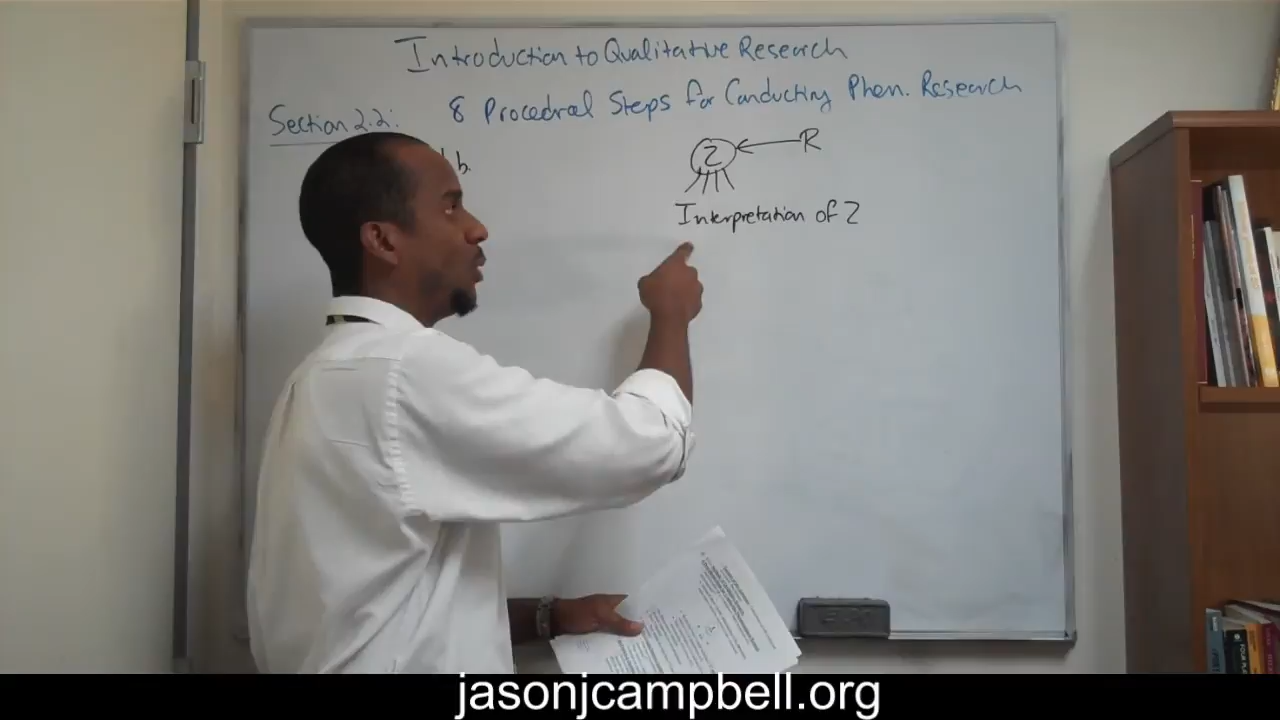 Introduction to Qualitative Research
Section 2.2: 8 Procedral Steps for Conducting Phen. Research
b.
Z R
Interpretation of Z
jasonjcampbell.org